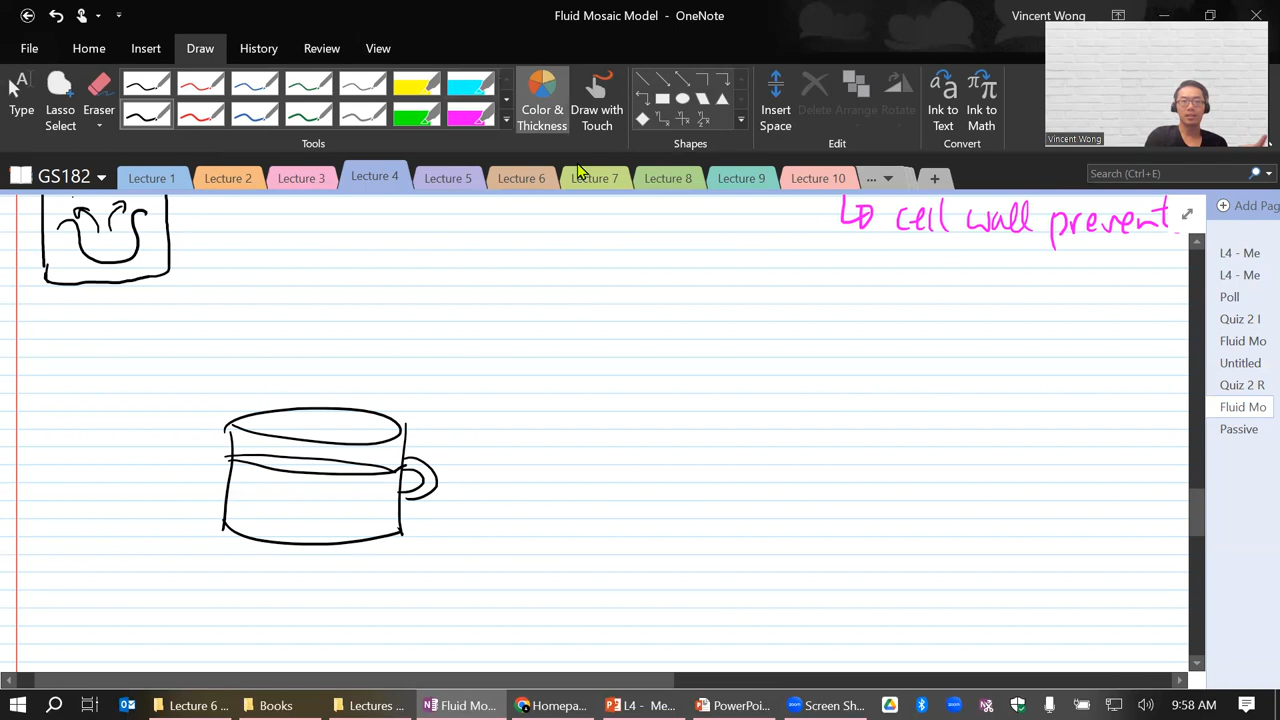 Fluid Mosaic Model - OneNote
Vincent Wong
File Home Insert Draw History Review View
Type
Lasso Select
Eraser
Color & Thickness
Draw with Touch
Insert Space
Delete Arrange Rotate
Ink to Text
Ink to Math
Tools
Shapes
Edit
Convert
Vincent Wong
GS182
Lecture 1 Lecture 2 Lecture 3 Lecture 4 Lecture 5 Lecture 6 Lecture 7 Lecture 8 Lecture 9 Lecture 10 ... +
Search (Ctrl+E)
cell wall prevent
Add Pag
L4 - Me
L4 - Me
Poll
Quiz 2 I
Fluid Mo
Untitled
Quiz 2 R
Fluid Mo
Passive
Lecture 6 ... Books Lectures ... Fluid Mo... Prepara... L4 - Me... PowerPoi... Screen Sh... 9:58 AM